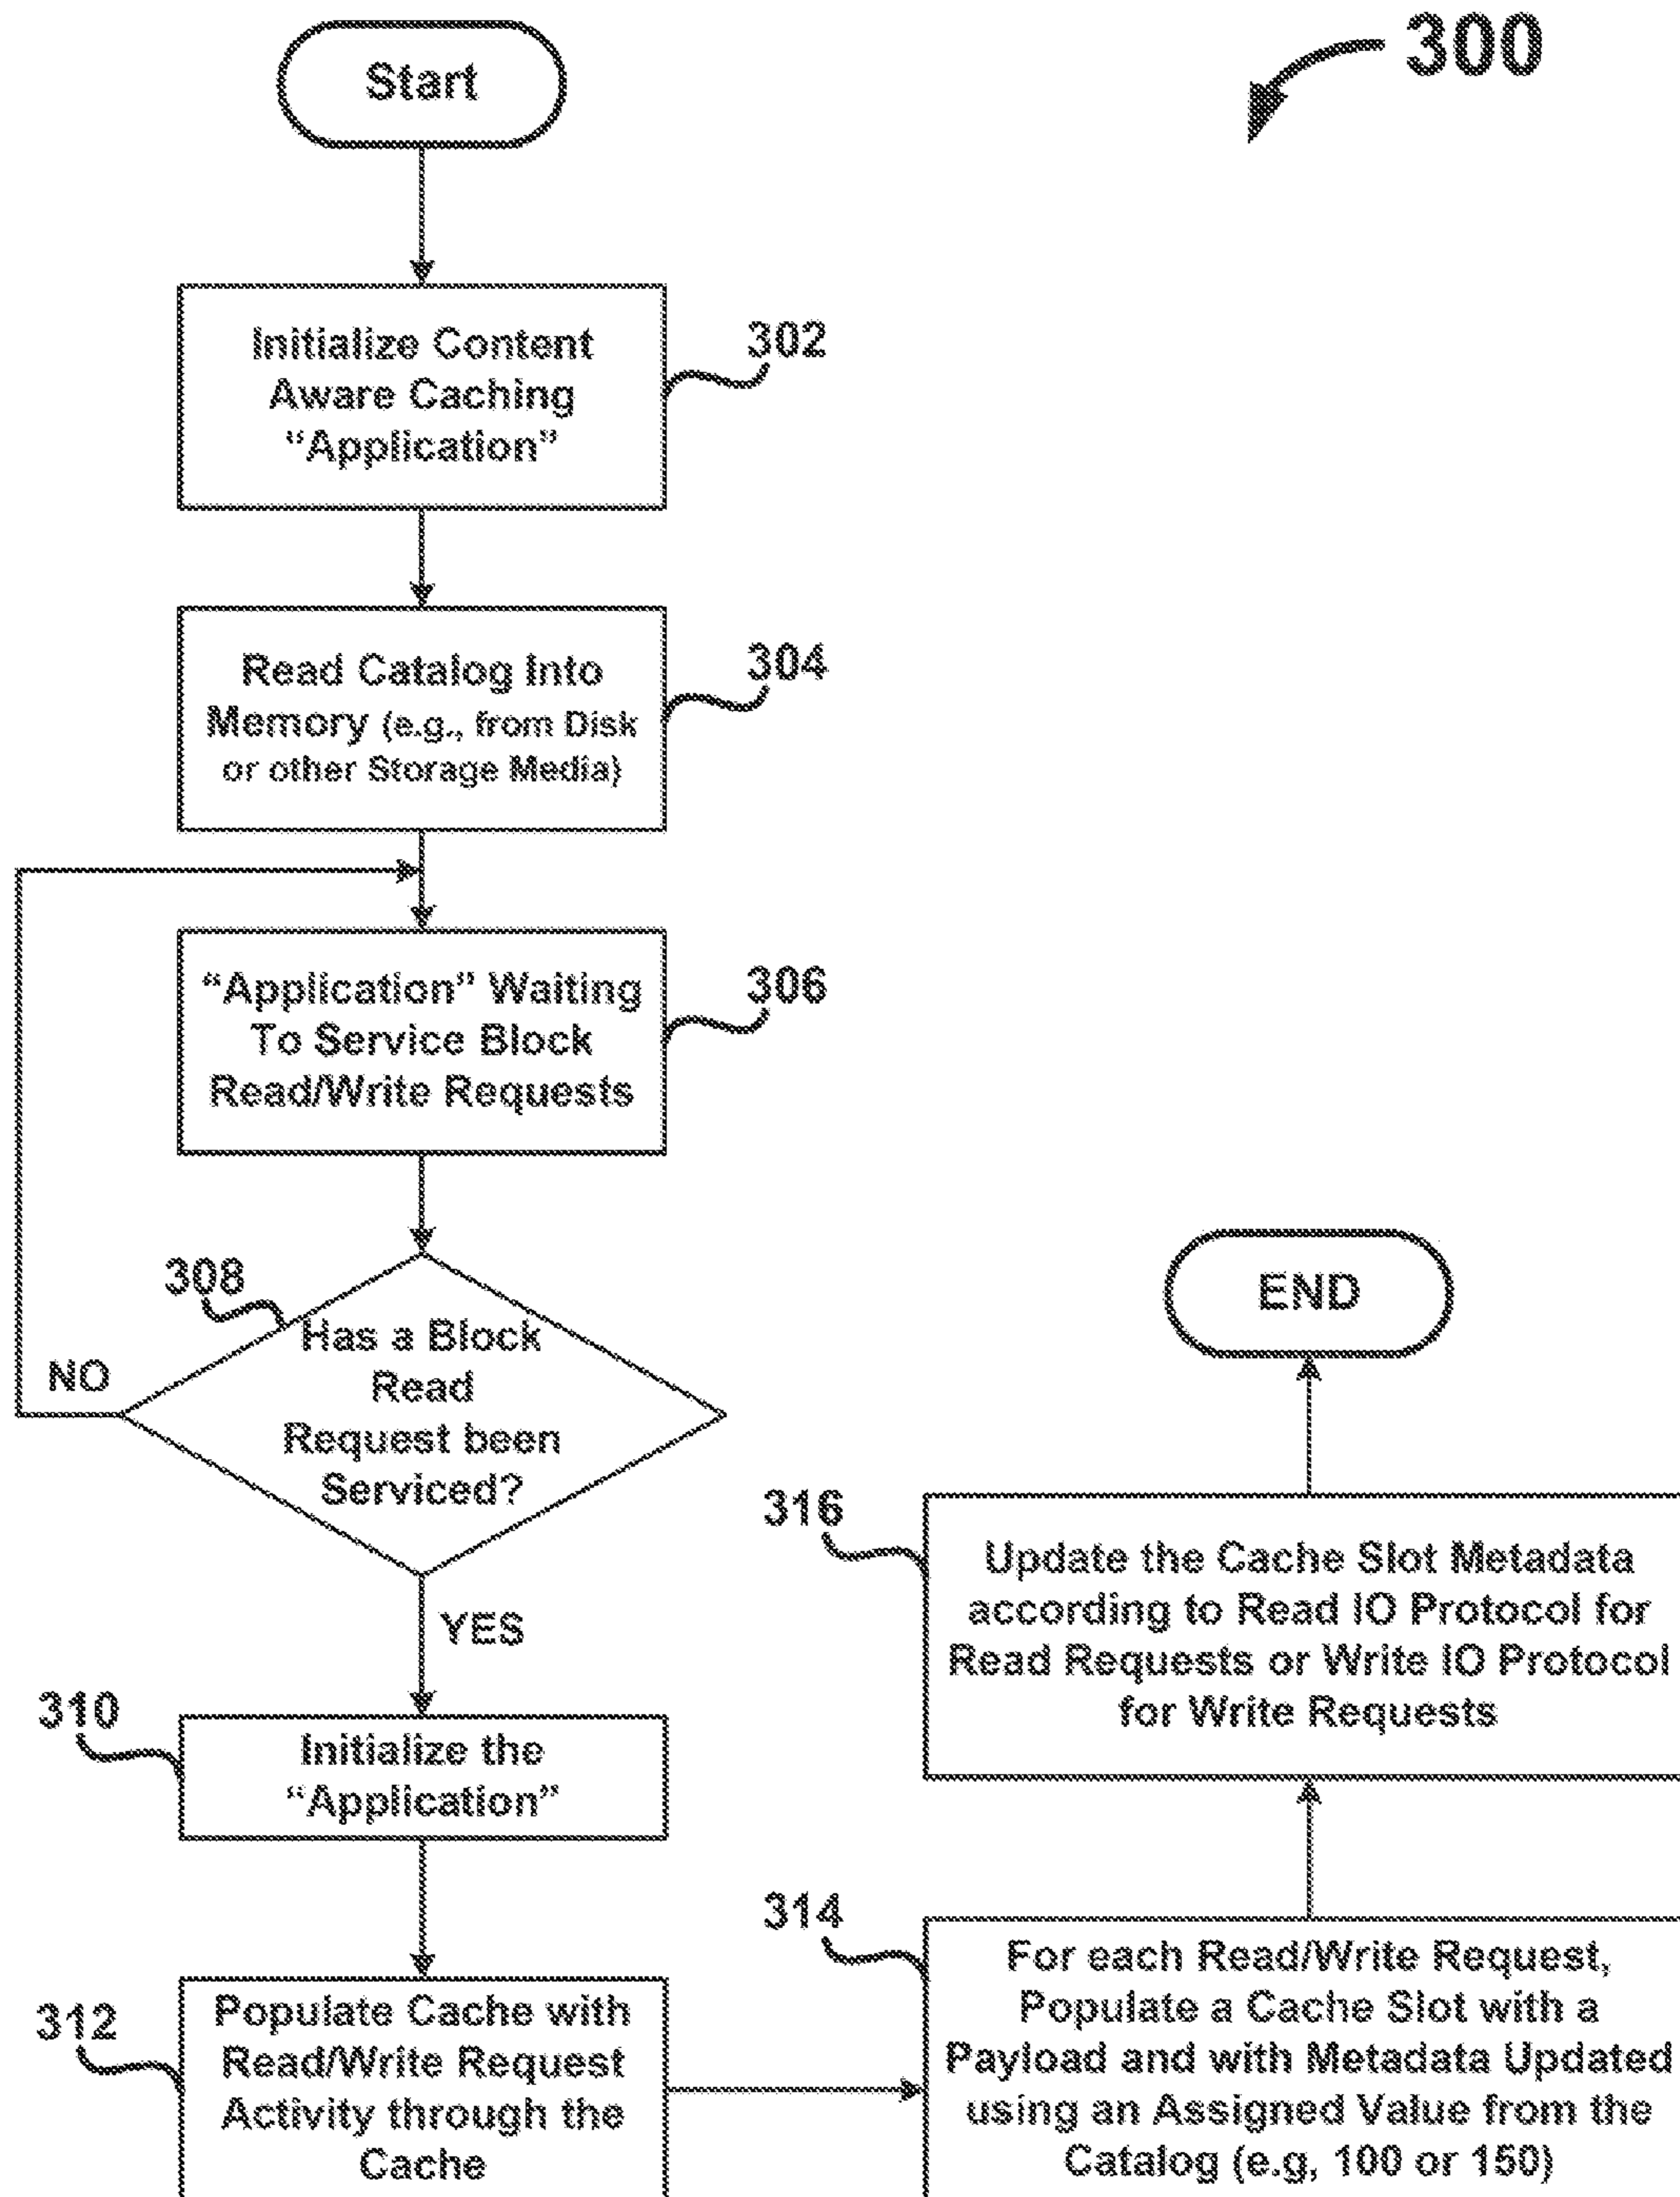 300
Start
Initialize Content
Aware Caching
“Application”
302
Read Catalog Into
Memory (e.g., from Disk
or other Storage Media)
304
“Application” Waiting
To Service Block
Read/Write Requests
306
308
Has a Block
Read
Request been
Serviced?
NO
YES
310
Initialize the
“Application”
312
Populate Cache with
Read/Write Request
Activity through the
Cache
314
For each Read/Write Request,
Populate a Cache Slot with a
Payload and with Metadata Updated
using an Assigned Value from the
Catalog (e.g, 100 or 150)
316
Update the Cache Slot Metadata
according to Read IO Protocol for
Read Requests or Write IO Protocol
for Write Requests
END